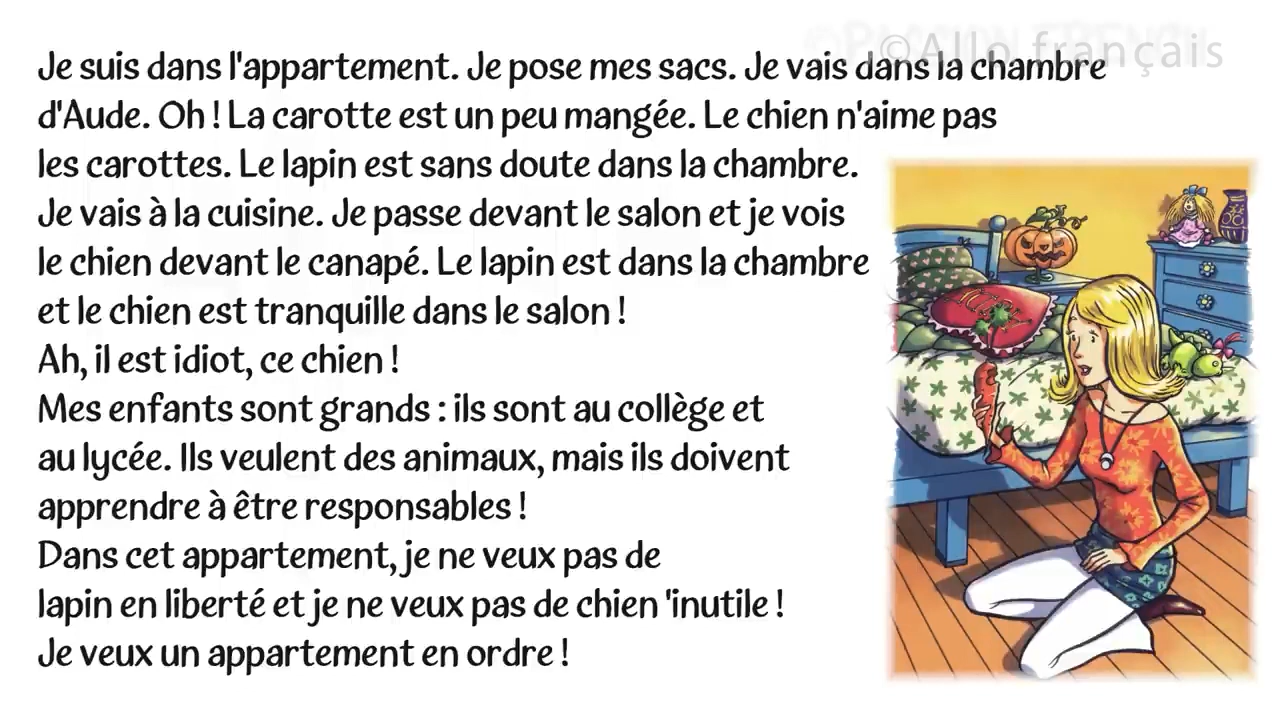 ©Allo français
Je suis dans l'appartement. Je pose mes sacs. Je vais dans la chambre
d'Aude. Oh ! La carotte est un peu mangée. Le chien n'aime pas
les carottes. Le lapin est sans doute dans la chambre.
Je vais à la cuisine. Je passe devant le salon et je vois
le chien devant le canapé. Le lapin est dans la chambre
et le chien est tranquille dans le salon !
Ah, il est idiot, ce chien !
Mes enfants sont grands : ils sont au collège et
au lycée. Ils veulent des animaux, mais ils doivent
apprendre à être responsables !
Dans cet appartement, je ne veux pas de
lapin en liberté et je ne veux pas de chien 'inutile !
Je veux un appartement en ordre !